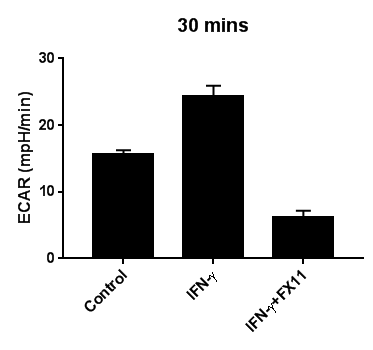 30 mins
ECAR (mpH/min)
30
20
10
0
Control
IFN-γ
IFN-γ+FX11